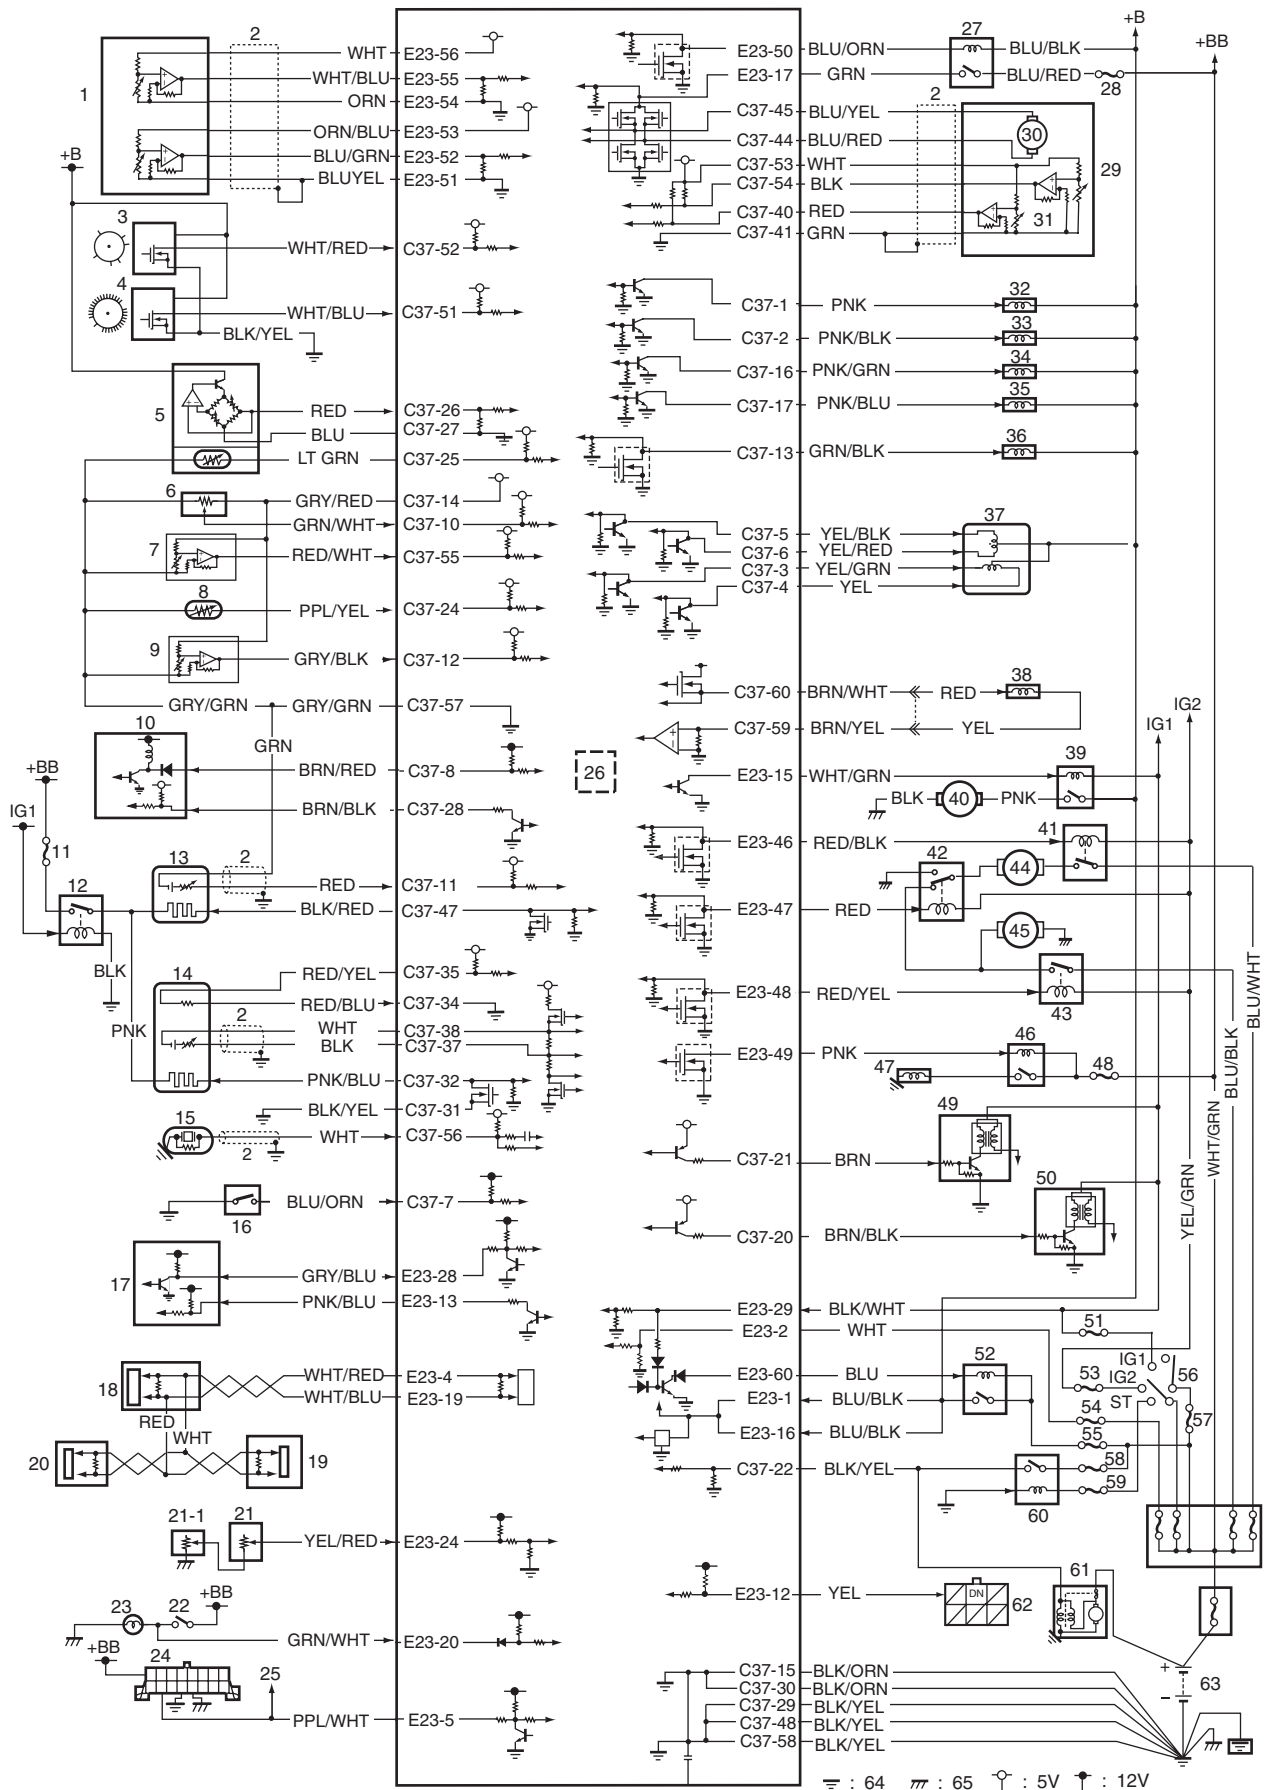 +B
+BB
2
27
WHT E23-56
E23-50 BLU/ORN BLU/BLK
WHT/BLU E23-55
E23-17 GRN BLU/RED
28
1
ORN E23-54
2
C37-45 BLU/YEL
ORN/BLU E23-53
30
C37-44 BLU/RED
+B
BLU/GRN E23-52
C37-53 WHT
29
BLUYEL E23-51
C37-54 BLK
C37-40 RED
31
3
C37-41 GRN
WHT/RED C37-52
4
32
C37-1 PNK
WHT/BLU C37-51
33
BLK/YEL
C37-2 PNK/BLK
34
C37-16 PNK/GRN
35
5
RED C37-26
C37-17 PNK/BLU
BLU C37-27
36
LT GRN C37-25
C37-13 GRN/BLK
6
GRY/RED C37-14
37
GRN/WHT C37-10
C37-5 YEL/BLK
7
RED/WHT C37-55
C37-6 YEL/RED
C37-3 YEL/GRN
8
C37-4 YEL
PPL/YEL C37-24
9
GRY/BLK C37-12
38
C37-60 BRN/WHT RED
GRY/GRN GRY/GRN C37-57
IG2
10
C37-59 BRN/YEL YEL
IG1
GRN
39
+BB
BRN/RED C37-8
26
E23-15 WHT/GRN
BLK 40 PNK
IG1
BRN/BLK C37-28
41
11
13
2
E23-46 RED/BLK
42
44
12
RED C37-11
BLK/RED C37-47
E23-47 RED
45
BLK
14
RED/YEL C37-35
RED/BLU C37-34
E23-48 RED/YEL
43
PNK
2
WHT C37-38
BLK C37-37
46
BLU/WHT
E23-49 PNK
47
48
PNK/BLU C37-32
BLU/BLK
15
BLK/YEL C37-31
49
WHT/GRN
2
WHT C37-56
C37-21 BRN
50
YEL/GRN
16
BLU/ORN C37-7
C37-20 BRN/BLK
17
GRY/BLU E23-28
PNK/BLU E23-13
E23-29 BLK/WHT
51
E23-2 WHT
52
IG1
18
WHT/RED E23-4
E23-60 BLU
53
IG2
56
WHT/BLU E23-19
E23-1 BLU/BLK
ST
RED
54
57
WHT
E23-16 BLU/BLK
55
20
19
C37-22 BLK/YEL
58
59
60
21-1
21
YEL/RED E23-24
61
E23-12 YEL
DN
62
23
22
+BB
GRN/WHT E23-20
+BB
24
25
C37-15 BLK/ORN
+
C37-30 BLK/ORN
63
C37-29 BLK/YEL
−
PPL/WHT E23-5
C37-48 BLK/YEL
C37-58 BLK/YEL
: 64
: 65
: 5V
: 12V